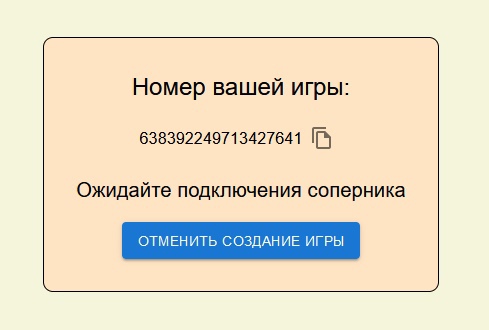 Номер вашей игры:
638392249713427641
Ожидайте подключения соперника
ОТМЕНИТЬ СОЗДАНИЕ ИГРЫ